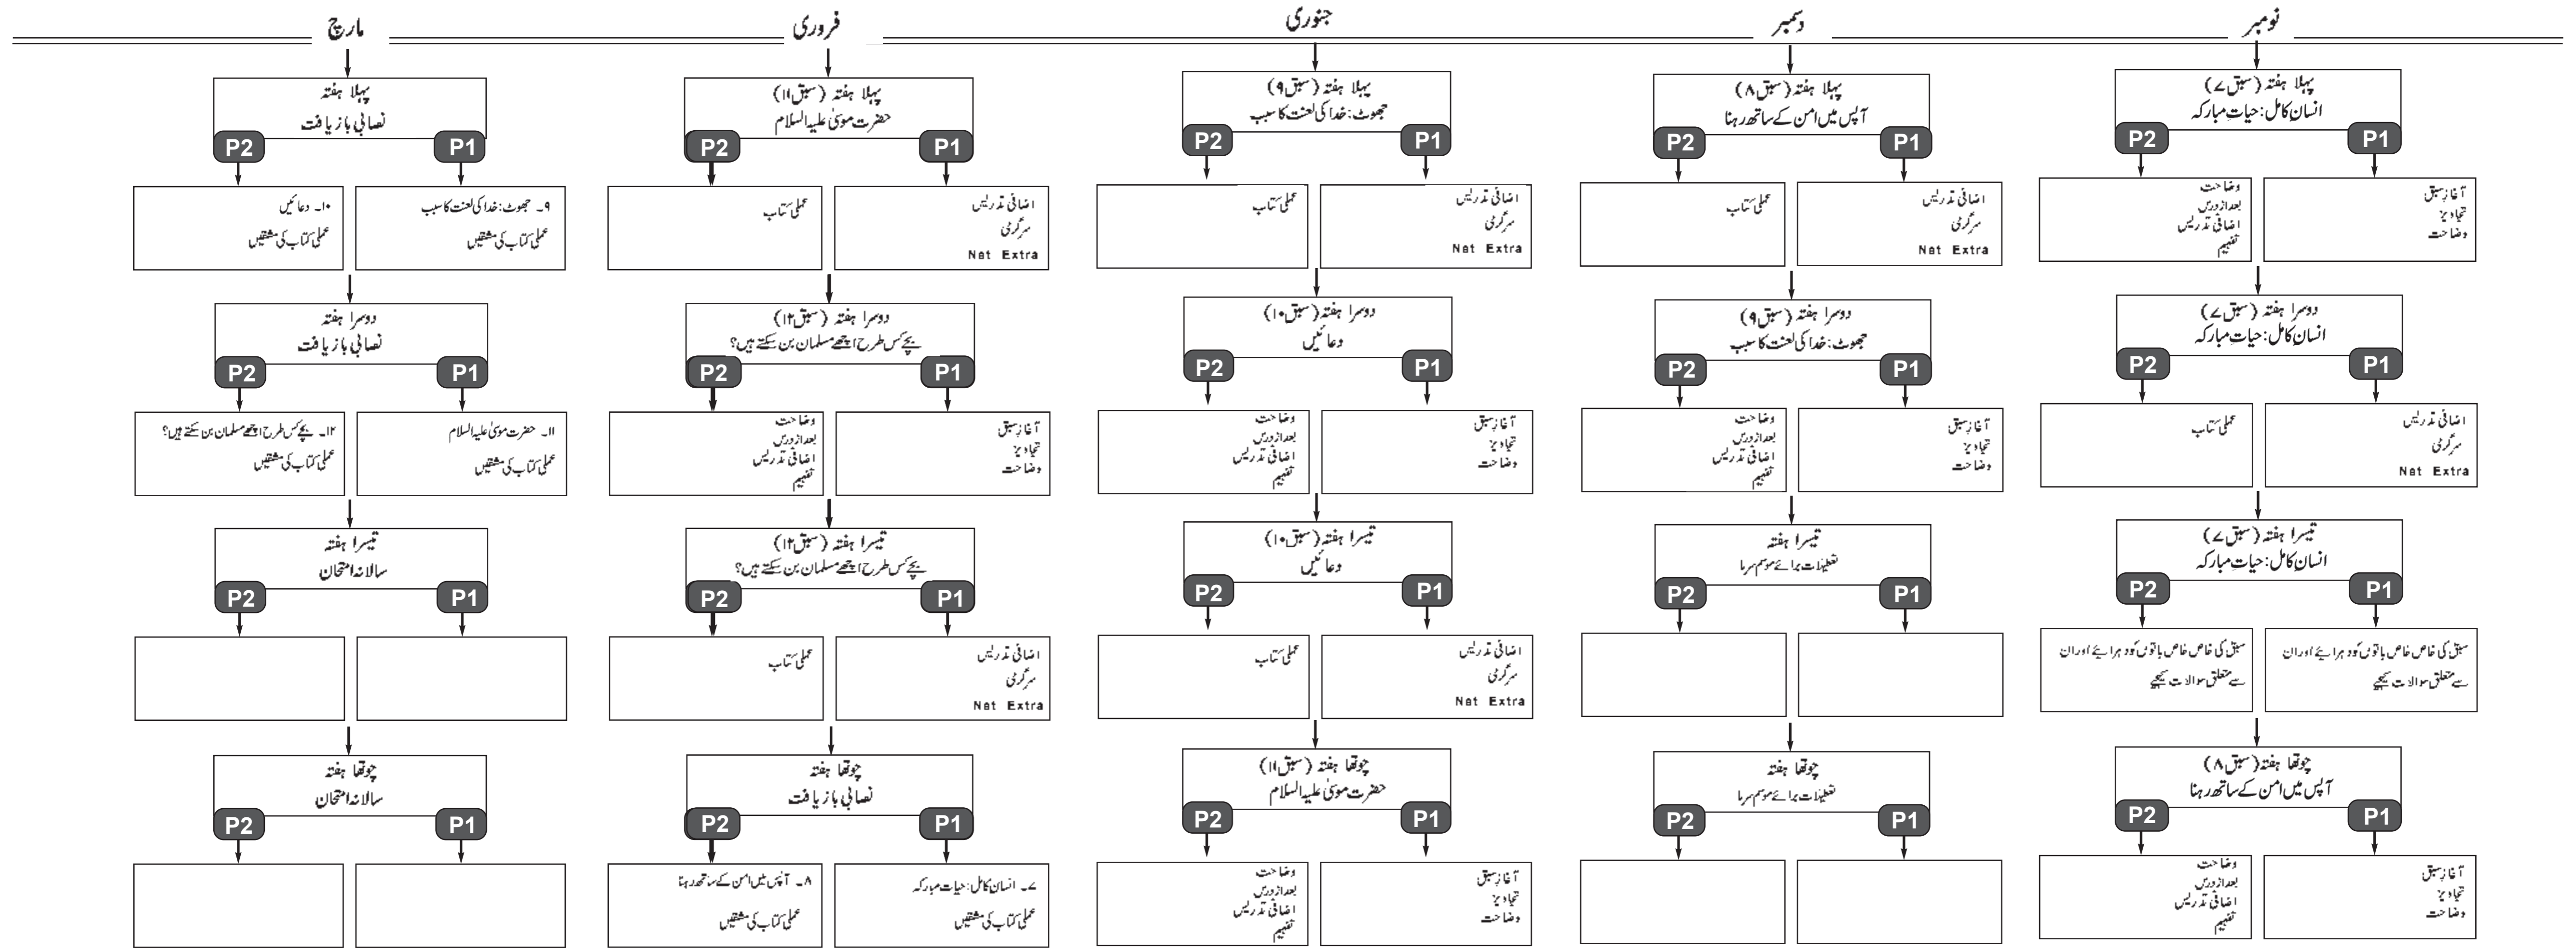 نومبر
پہلا ہفتہ (سبق ۷)
انسانِ کامل: حیاتِ مبارکہ
P1
آغازِ سبق
تجاویز
وضاحت
P2
وضاحت
بعد از درس
اضافی تدریس
تفہیم
دوسرا ہفتہ (سبق ۷)
انسانِ کامل: حیاتِ مبارکہ
P1
اضافی تدریس
سرگرمی
Net Extra
P2
عملی کتاب
تیسرا ہفتہ (سبق ۷)
انسانِ کامل: حیاتِ مبارکہ
P1
سبق کی خاص خاص باتوں کو دہرائیے اور ان
سے متعلق سوالات کیجیے
P2
سبق کی خاص خاص باتوں کو دہرائیے اور ان
سے متعلق سوالات کیجیے
چوتھا ہفتہ (سبق ۸)
آپس میں امن کے ساتھ رہنا
P1
آغازِ سبق
تجاویز
وضاحت
P2
وضاحت
بعد از درس
اضافی تدریس
تفہیم
دسمبر
پہلا ہفتہ (سبق ۸)
آپس میں امن کے ساتھ رہنا
P1
اضافی تدریس
سرگرمی
Net Extra
P2
عملی کتاب
دوسرا ہفتہ (سبق ۹)
جھوٹ: خدا کی لعنت کا سبب
P1
آغازِ سبق
تجاویز
وضاحت
P2
وضاحت
بعد از درس
اضافی تدریس
تفہیم
تیسرا ہفتہ
تعطیلات برائے موسم سرما
P1
P2
چوتھا ہفتہ
تعطیلات برائے موسم سرما
P1
P2
جنوری
پہلا ہفتہ (سبق ۹)
جھوٹ: خدا کی لعنت کا سبب
P1
اضافی تدریس
سرگرمی
Net Extra
P2
عملی کتاب
دوسرا ہفتہ (سبق ۱۰)
دعائیں
P1
آغازِ سبق
تجاویز
وضاحت
P2
وضاحت
بعد از درس
اضافی تدریس
تفہیم
تیسرا ہفتہ (سبق ۱۰)
دعائیں
P1
اضافی تدریس
سرگرمی
Net Extra
P2
عملی کتاب
چوتھا ہفتہ (سبق ۱۱)
حضرت موسیٰ علیہ السلام
P1
آغازِ سبق
تجاویز
وضاحت
P2
وضاحت
بعد از درس
اضافی تدریس
تفہیم
فروری
پہلا ہفتہ (سبق ۱۱)
حضرت موسیٰ علیہ السلام
P1
اضافی تدریس
سرگرمی
Net Extra
P2
عملی کتاب
دوسرا ہفتہ (سبق ۱۲)
بچے کس طرح اچھے مسلمان بن سکتے ہیں؟
P1
آغازِ سبق
تجاویز
وضاحت
P2
وضاحت
بعد از درس
اضافی تدریس
تفہیم
تیسرا ہفتہ (سبق ۱۲)
بچے کس طرح اچھے مسلمان بن سکتے ہیں؟
P1
اضافی تدریس
سرگرمی
Net Extra
P2
عملی کتاب
چوتھا ہفتہ
نصابی بازیافت
P1
۷۔ انسانِ کامل: حیاتِ مبارکہ
عملی کتاب کی مشقیں
P2
۸۔ آپس میں امن کے ساتھ رہنا
عملی کتاب کی مشقیں
مارچ
پہلا ہفتہ
نصابی بازیافت
P1
۹۔ جھوٹ: خدا کی لعنت کا سبب
عملی کتاب کی مشقیں
P2
۱۰۔ دعائیں
عملی کتاب کی مشقیں
دوسرا ہفتہ
نصابی بازیافت
P1
۱۱۔ حضرت موسیٰ علیہ السلام
عملی کتاب کی مشقیں
P2
۱۲۔ بچے کس طرح اچھے مسلمان بن سکتے ہیں؟
عملی کتاب کی مشقیں
تیسرا ہفتہ
سالانہ امتحان
P1
P2
چوتھا ہفتہ
سالانہ امتحان
P1
P2